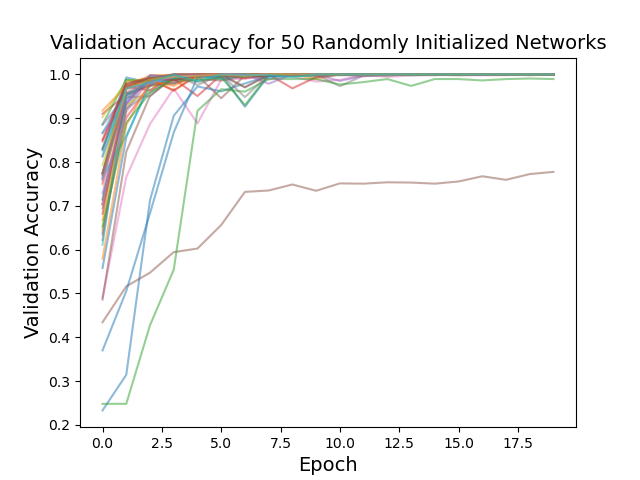 Validation Accuracy for 50 Randomly Initialized Networks
Validation Accuracy
1.0
0.9
0.8
0.7
0.6
0.5
0.4
0.3
0.2
0.0 2.5 5.0 7.5 10.0 12.5 15.0 17.5
Epoch